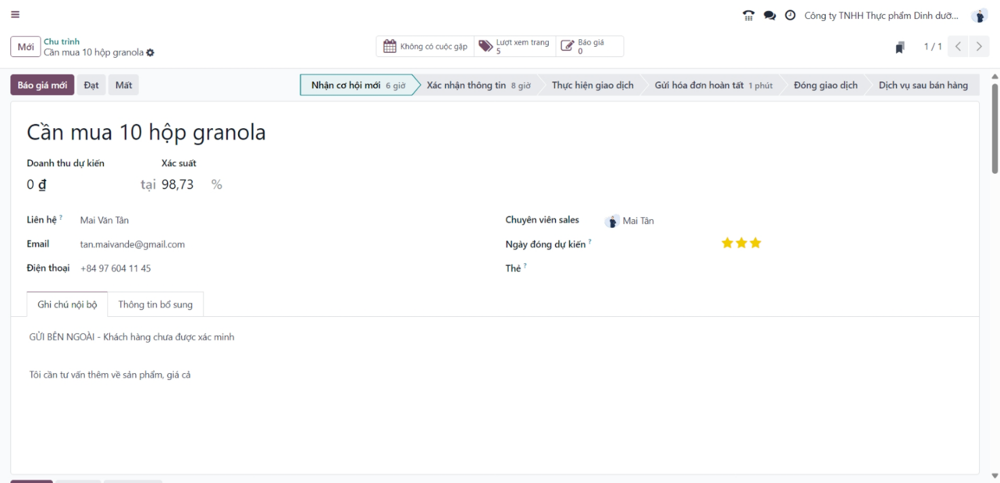 Công ty TNHH Thực phẩm Dinh dưỡ...
Mới
Chu trình
Cần mua 10 hộp granola
Không có cuộc gặp
Lượt xem trang
5
Báo giá
0
1 / 1
Báo giá mới
Đạt
Mất
Nhận cơ hội mới 6 giờ
Xác nhận thông tin 8 giờ
Thực hiện giao dịch
Gửi hóa đơn hoàn tất 1 phút
Đóng giao dịch
Dịch vụ sau bán hàng
Cần mua 10 hộp granola
Doanh thu dự kiến
Xác suất
0 ₫
tại 98,73 %
Liên hệ ? Mai Văn Tân
Chuyên viên sales Mai Tân
Email tan.maivande@gmail.com
Ngày đóng dự kiến ?
Điện thoại +84 97 604 11 45
Thẻ ?
Ghi chú nội bộ
Thông tin bổ sung
GỬI BÊN NGOÀI - Khách hàng chưa được xác minh
Tôi cần tư vấn thêm về sản phẩm, giá cả